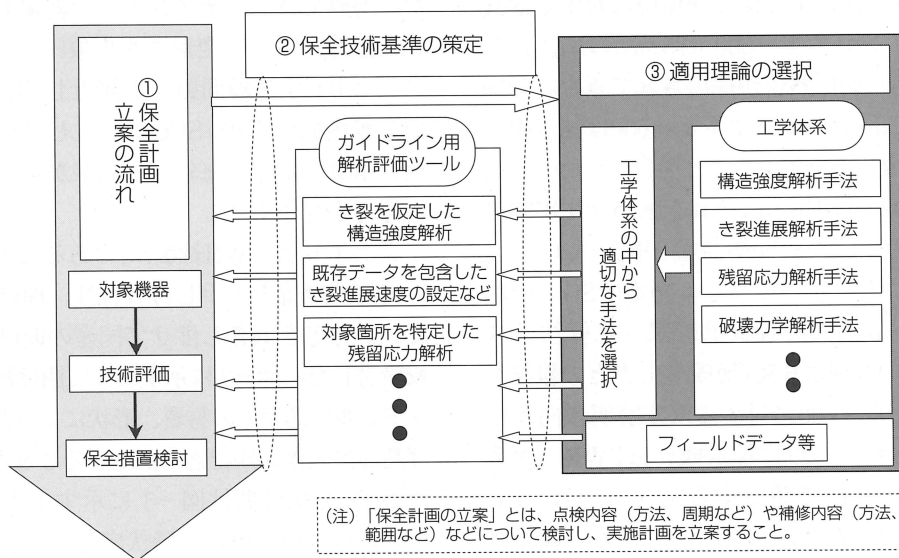 ① 保全計画
立案の流れ
対象機器
技術評価
保全措置検討
② 保全技術基準の策定
ガイドライン用
解析評価ツール
き裂を仮定した
構造強度解析
既存データを包含した
き裂進展速度の設定など
対象箇所を特定した
残留応力解析
③ 適用理論の選択
工学体系の中から
適切な手法を選択
工学体系
構造強度解析手法
き裂進展解析手法
残留応力解析手法
破壊力学解析手法
フィールドデータ等
(注) 「保全計画の立案」とは、点検内容（方法、周期など）や補修内容（方法、
範囲など）などについて検討し、実施計画を立案すること。